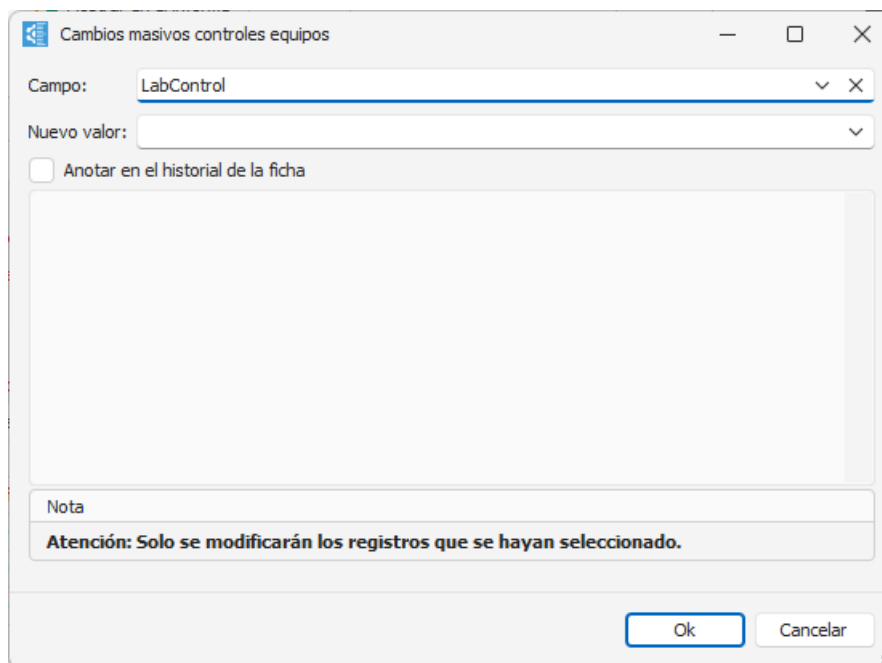 Cambios masivos controles equipos
Campo: LabControl
Nuevo valor:
Anotar en el historial de la ficha
Nota
Atención: Solo se modificarán los registros que se hayan seleccionado.
Ok Cancelar